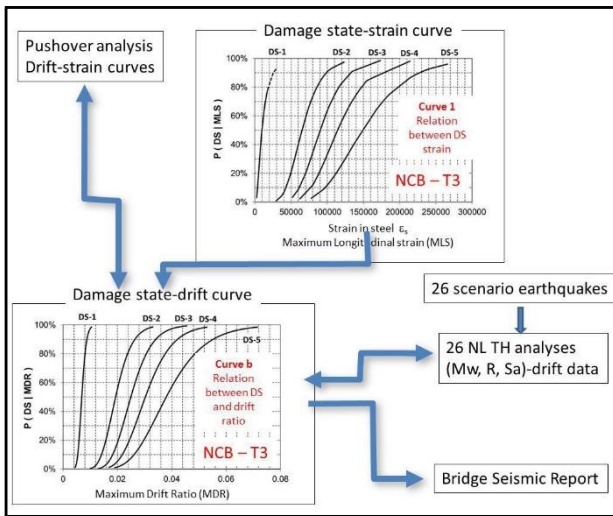 Pushover analysis
Drift-strain curves
Damage state-strain curve
DS-1
DS-2
DS-3
DS-4
DS-5
100%
80%
60%
40%
20%
0%
P ( DS | MLS )
Curve 1
Relation
between DS
strain
NCB – T3
0
50000
100000
150000
200000
250000
300000
Strain in steel εs
Maximum Longitudinal strain (MLS)
Damage state-drift curve
DS-1
DS-2
DS-3
DS-4
DS-5
100%
80%
60%
40%
20%
0%
P ( DS | MDR )
Curve b
Relation
between DS
and drift
ratio
NCB – T3
0
0.02
0.04
0.06
0.08
Maximum Drift Ratio (MDR)
26 scenario earthquakes
26 NL TH analyses
(Mw, R, Sa)-drift data
Bridge Seismic Report